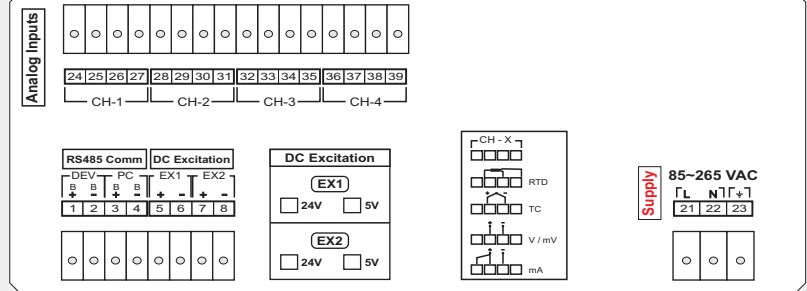 Analog Inputs
24 25 26 27 28 29 30 31 32 33 34 35 36 37 38 39
CH-1 CH-2 CH-3 CH-4
RS485 Comm DC Excitation
DEV PC EX1 EX2
B B B B
+ - + - + - + -
1 2 3 4 5 6 7 8
DC Excitation
EX1
24V 5V
EX2
24V 5V
CH - X
RTD
+ -
TC
+ -
V / mV
+ -
mA
Supply
85~265 VAC
L N ⏚
21 22 23